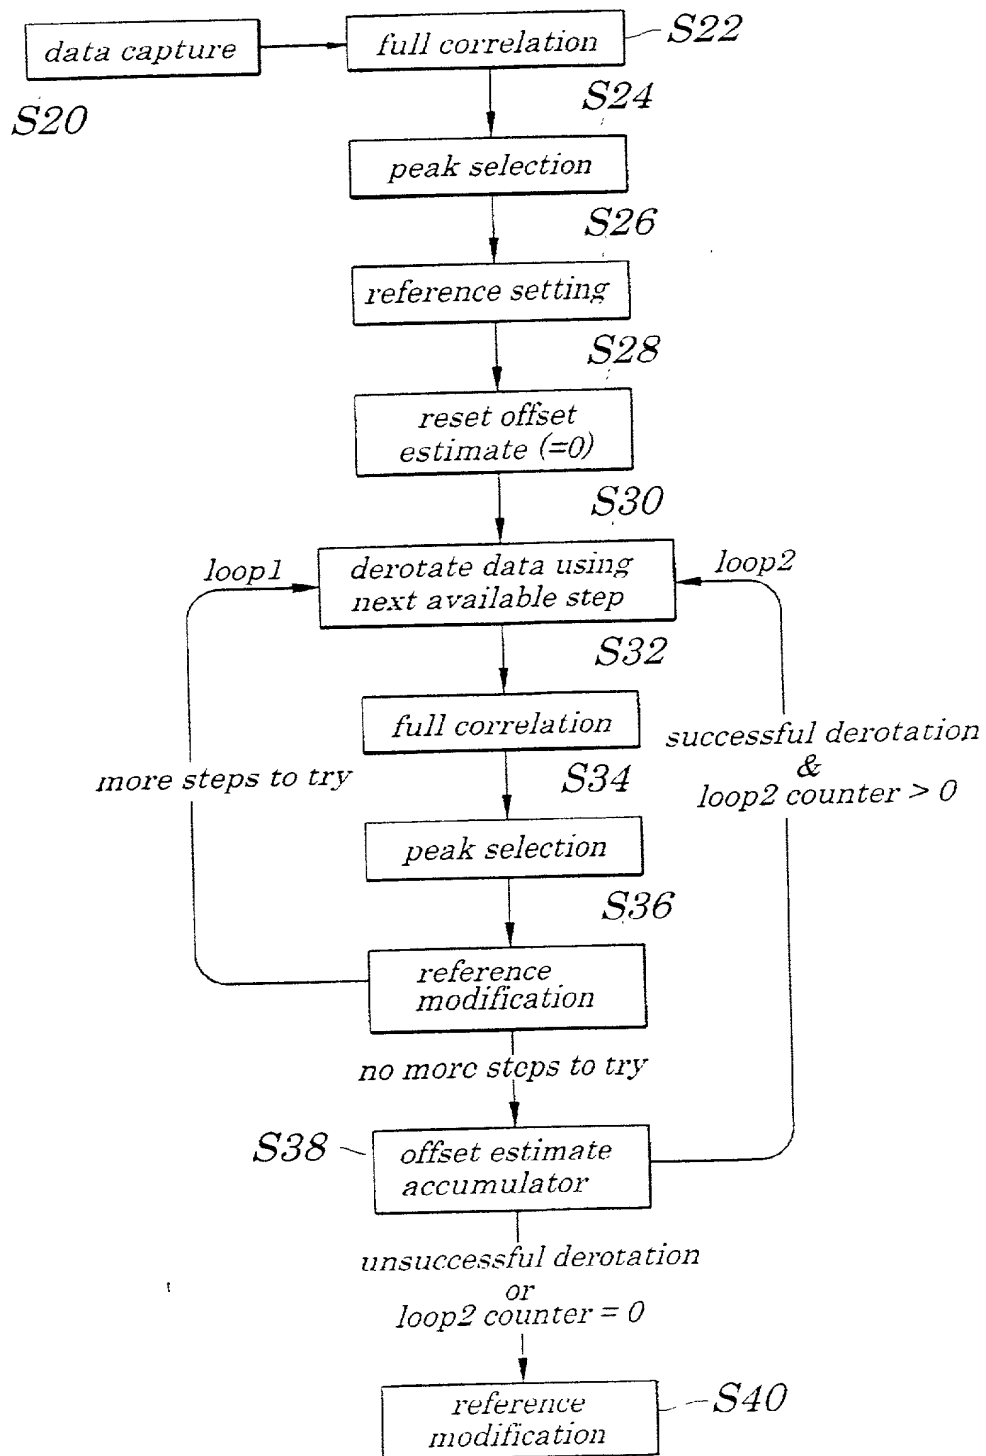 data capture
full correlation
S22
S20
S24
peak selection
S26
reference setting
S28
reset offset
estimate (=0)
S30
loop1
derotate data using
next available step
loop2
S32
full correlation
successful derotation
&
loop2 counter > 0
more steps to try
S34
peak selection
S36
reference
modification
no more steps to try
S38
offset estimate
accumulator
unsuccessful derotation
or
loop2 counter = 0
reference
modification
S40